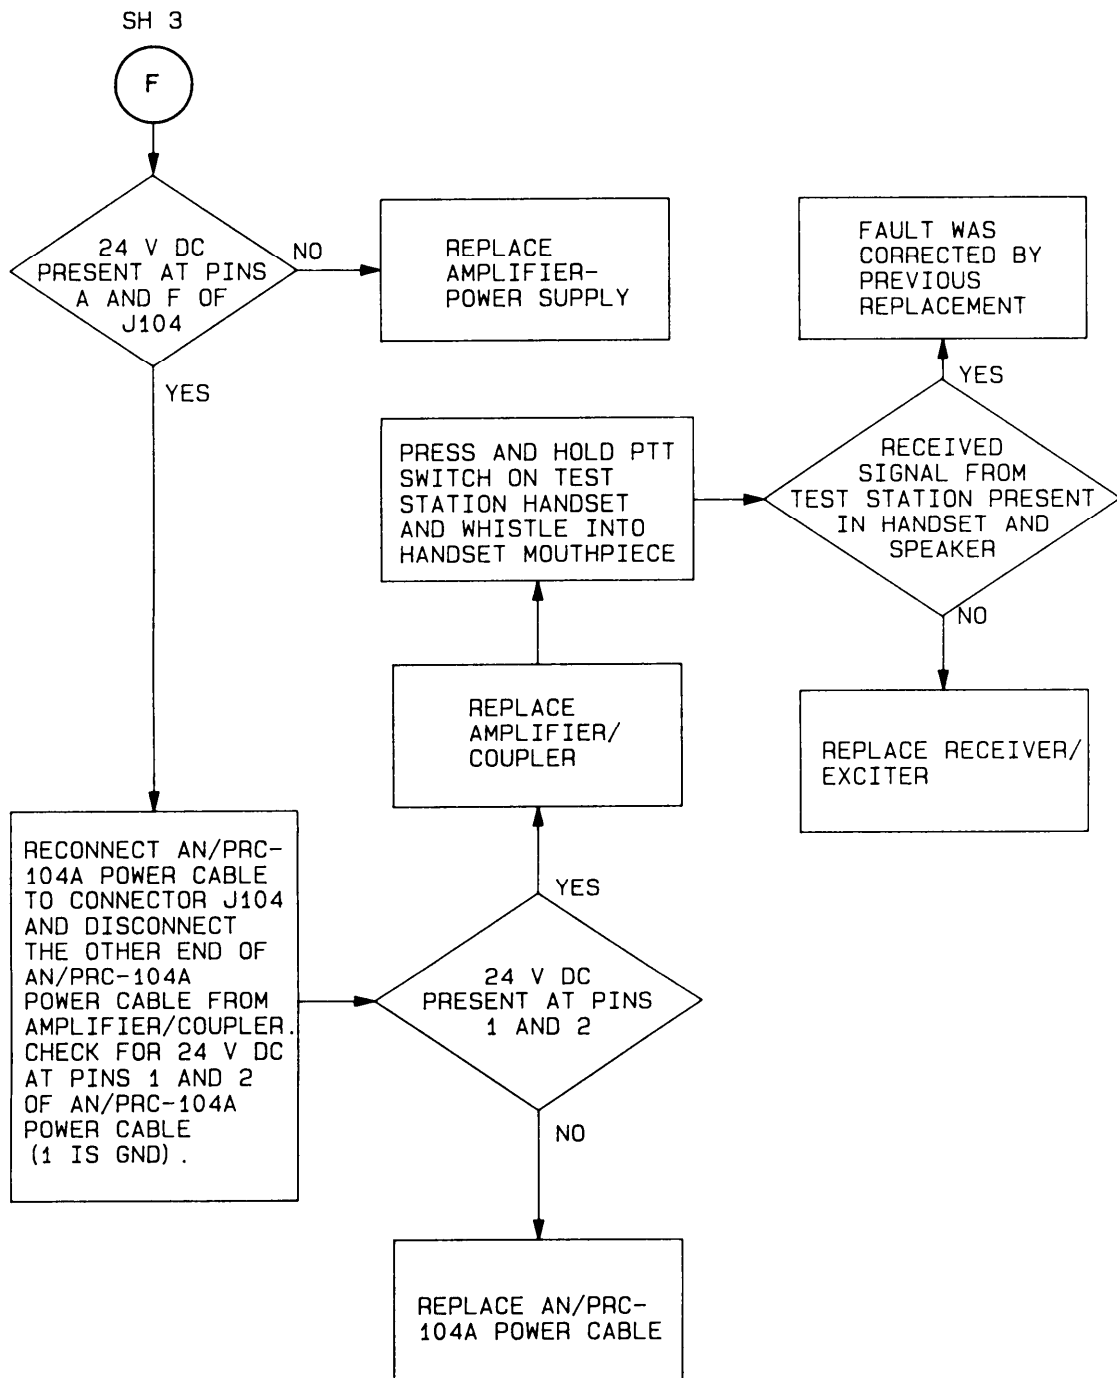 SH 3
F
24 V DC
PRESENT AT PINS
A AND F OF
J104
NO
REPLACE
AMPLIFIER-
POWER SUPPLY
YES
RECONNECT AN/PRC-
104A POWER CABLE
TO CONNECTOR J104
AND DISCONNECT
THE OTHER END OF
AN/PRC-104A
POWER CABLE FROM
AMPLIFIER/COUPLER.
CHECK FOR 24 V DC
AT PINS 1 AND 2
OF AN/PRC-104A
POWER CABLE
(1 IS GND).
24 V DC
PRESENT AT PINS
1 AND 2
NO
REPLACE AN/PRC-
104A POWER CABLE
YES
REPLACE
AMPLIFIER/
COUPLER
PRESS AND HOLD PTT
SWITCH ON TEST
STATION HANDSET
AND WHISTLE INTO
HANDSET MOUTHPIECE
RECEIVED
SIGNAL FROM
TEST STATION PRESENT
IN HANDSET AND
SPEAKER
YES
FAULT WAS
CORRECTED BY
PREVIOUS
REPLACEMENT
NO
REPLACE RECEIVER/
EXCITER